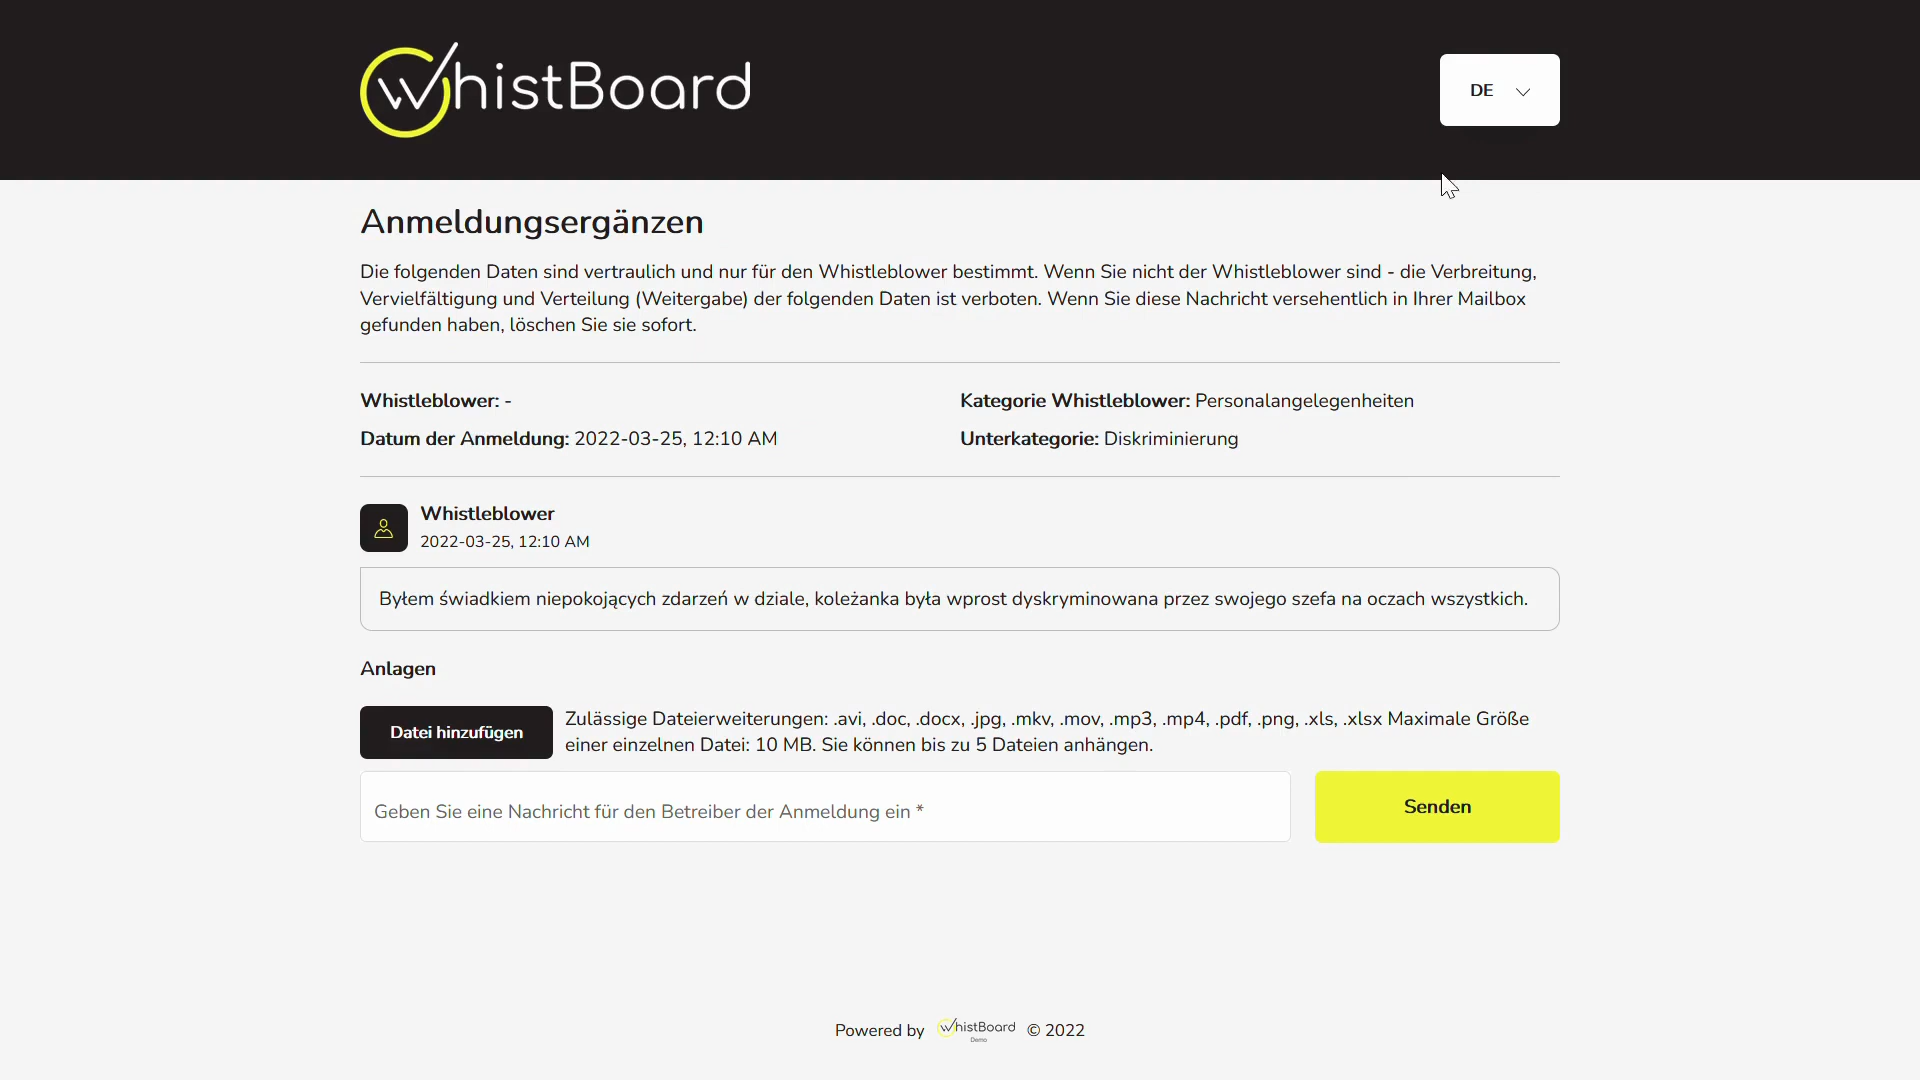 WhistBoard
DE
Anmeldungsergänzen
Die folgenden Daten sind vertraulich und nur für den Whistleblower bestimmt. Wenn Sie nicht der Whistleblower sind - die Verbreitung,
Vervielfältigung und Verteilung (Weitergabe) der folgenden Daten ist verboten. Wenn Sie diese Nachricht versehentlich in Ihrer Mailbox
gefunden haben, löschen Sie sie sofort.
Whistleblower: -
Kategorie Whistleblower: Personalangelegenheiten
Datum der Anmeldung: 2022-03-25, 12:10 AM
Unterkategorie: Diskriminierung
Whistleblower
2022-03-25, 12:10 AM
Byłem świadkiem niepokojących zdarzeń w dziale, koleżanka była wprost dyskryminowana przez swojego szefa na oczach wszystkich.
Anlagen
Datei hinzufügen
Zulässige Dateierweiterungen: .avi, .doc, .docx, .jpg, .mkv, .mov, .mp3, .mp4, .pdf, .png, .xls, .xlsx Maximale Größe
einer einzelnen Datei: 10 MB. Sie können bis zu 5 Dateien anhängen.
Geben Sie eine Nachricht für den Betreiber der Anmeldung ein *
Senden
Powered by WhistBoard © 2022
Demo